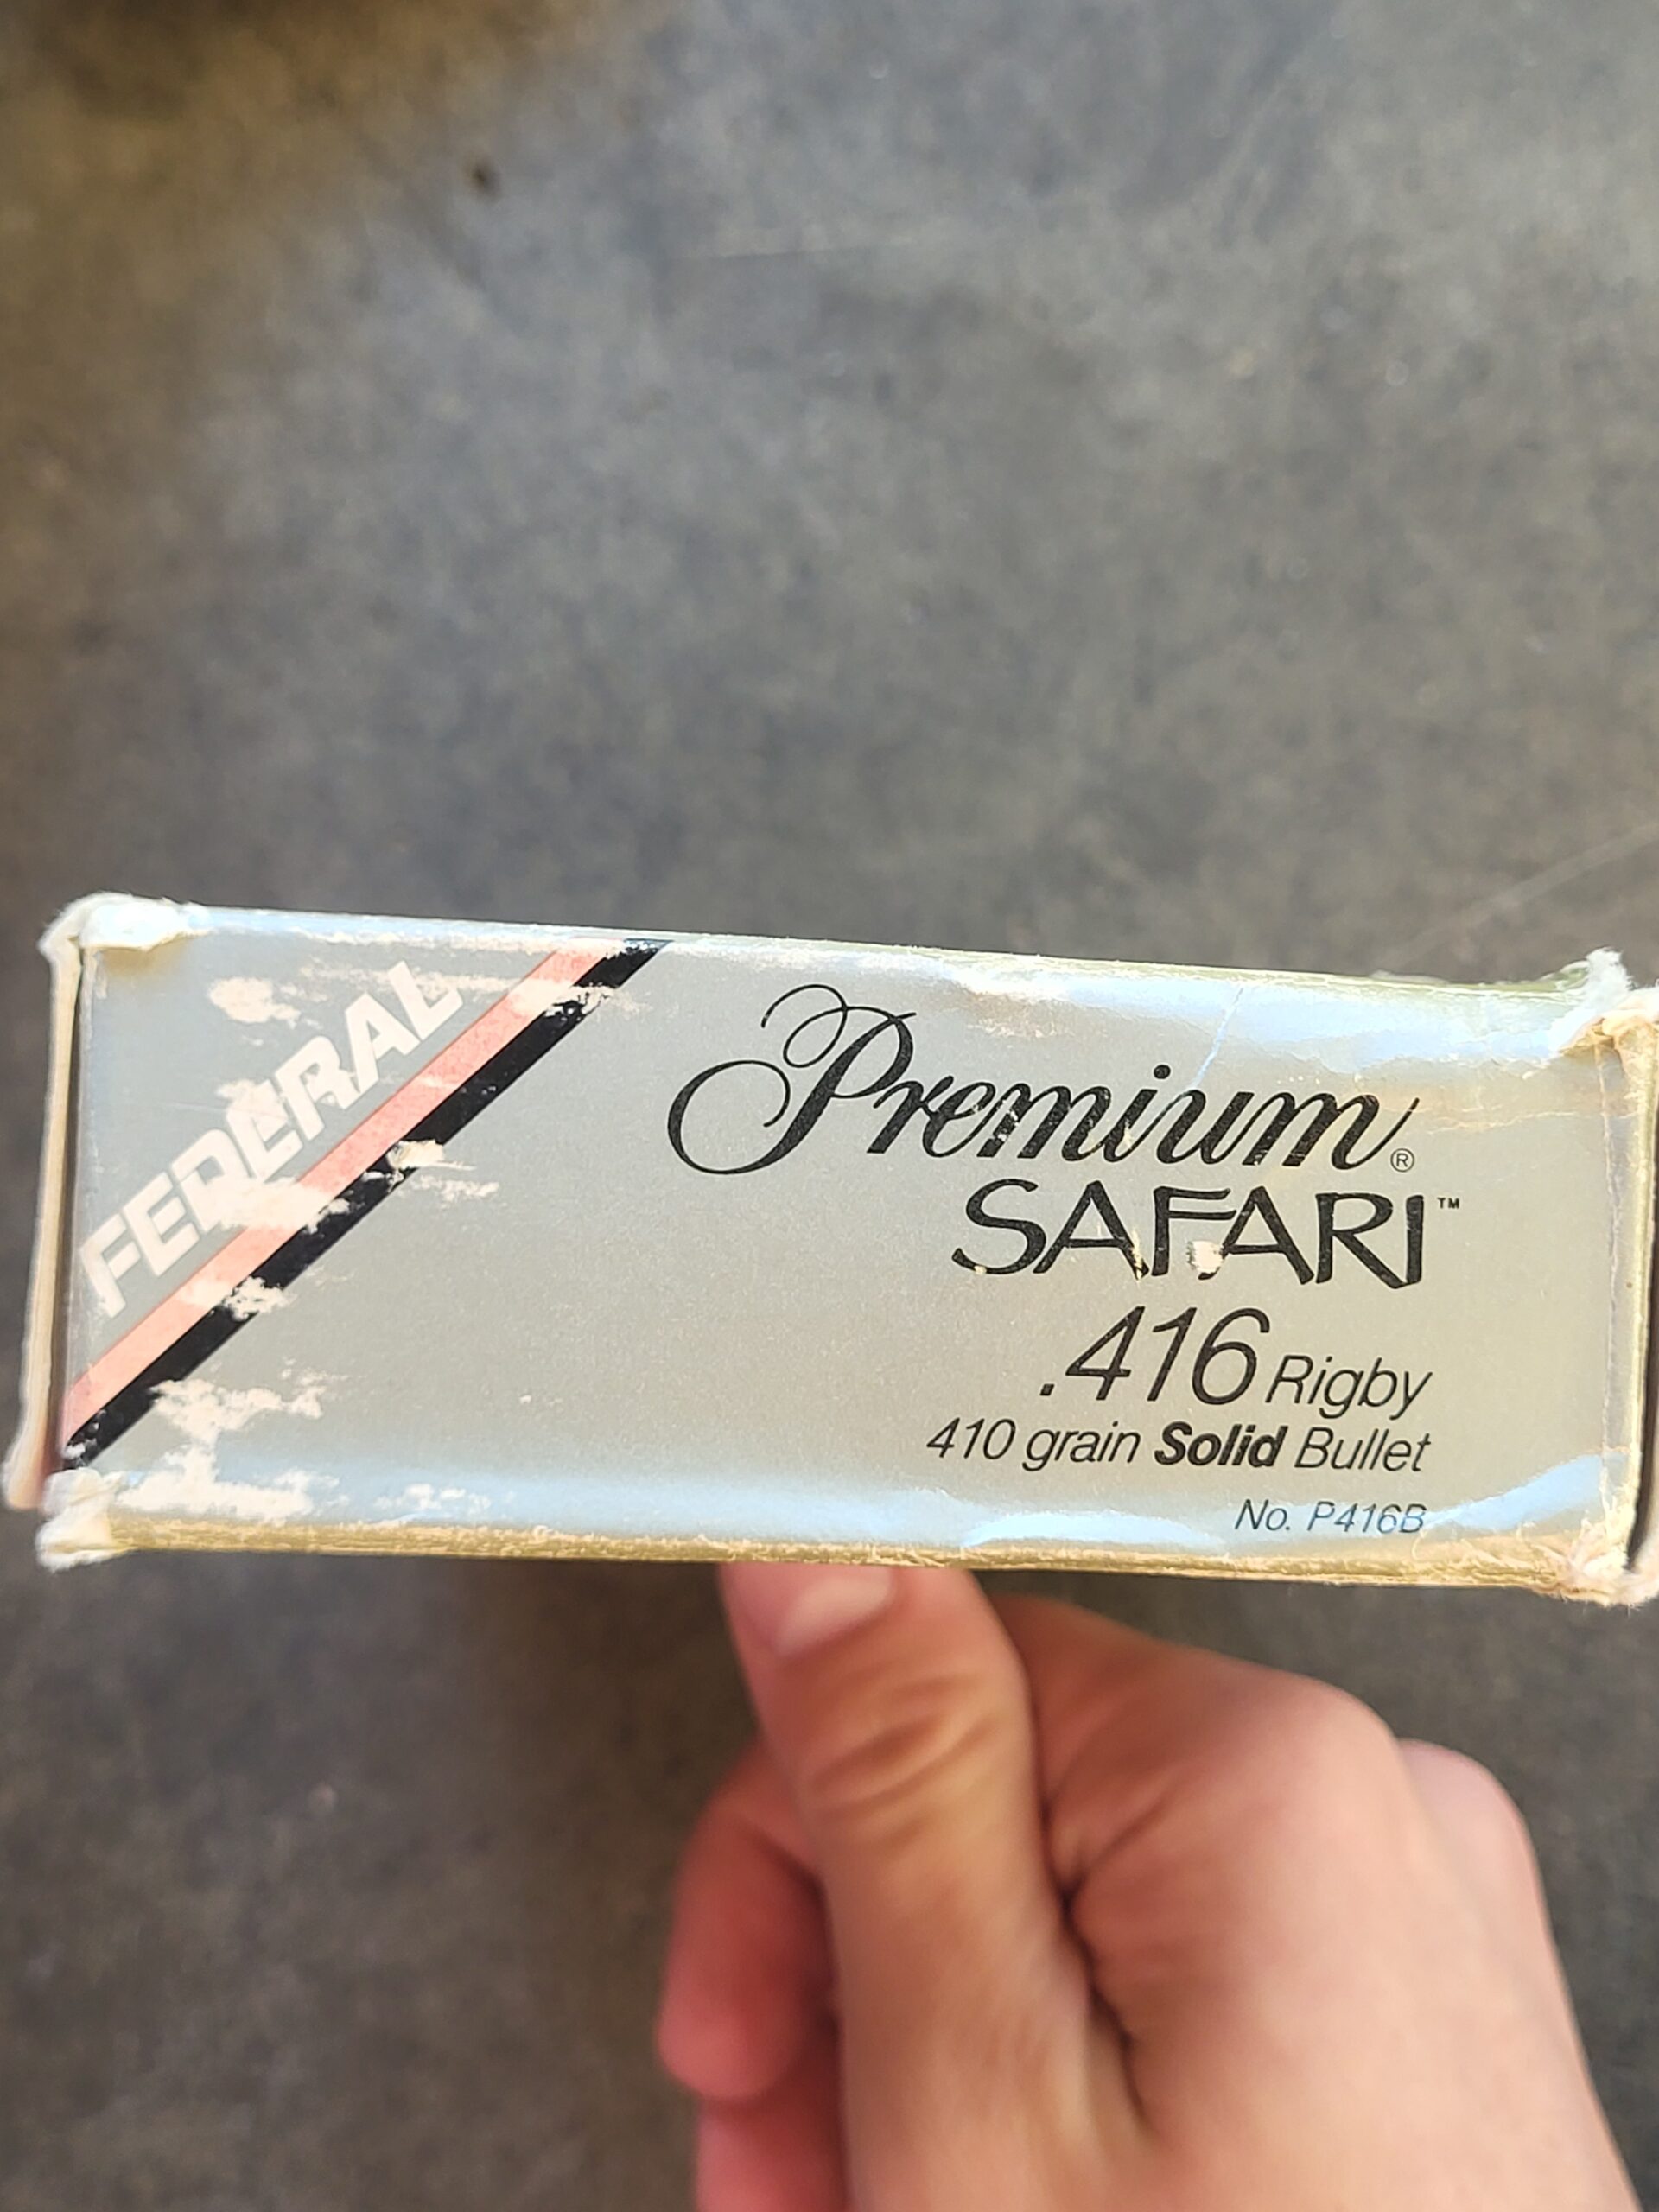 FEDERAL
Premium®
SAFARI™
.416 Rigby
410 grain Solid Bullet
No. P416B